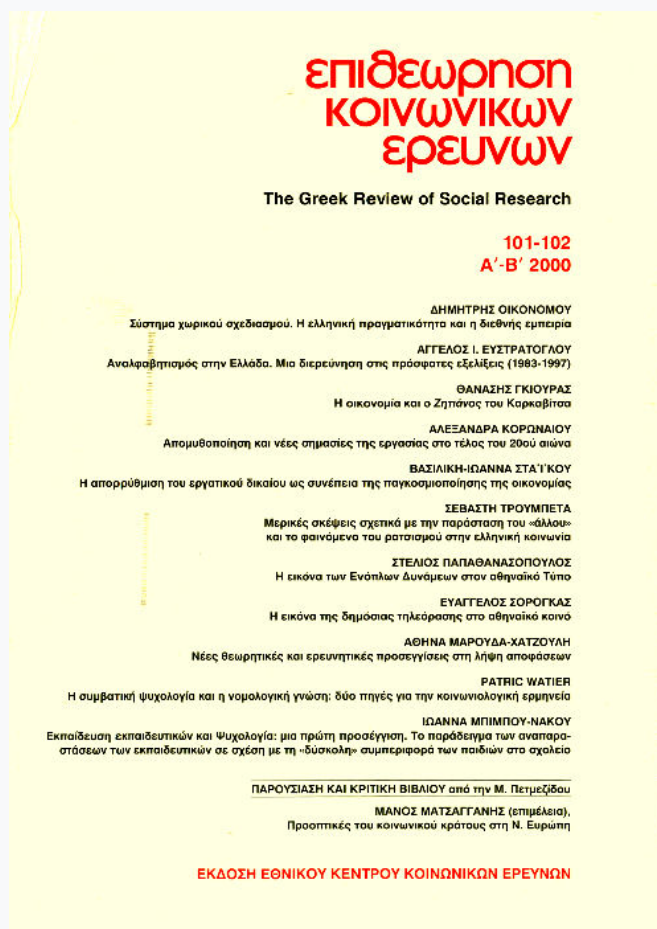 επιθεωρηση
κοινωνικων
ερευνων
The Greek Review of Social Research
101-102
Α΄-Β΄ 2000
ΔΗΜΗΤΡΗΣ ΟΙΚΟΝΟΜΟΥ
Σύστημα χωρικού σχεδιασμού. Η ελληνική πραγματικότητα και η διεθνής εμπειρία
ΑΓΓΕΛΟΣ Ι. ΕΥΣΤΡΑΤΟΓΛΟΥ
Αναλφαβητισμός στην Ελλάδα. Μια διερεύνηση στις πρόσφατες εξελίξεις (1983-1997)
ΘΑΝΑΣΗΣ ΓΚΙΟΥΡΑΣ
Η οικονομία και ο Ζητιάνος του Καρκαβίτσα
ΑΛΕΞΑΝΔΡΑ ΚΟΡΩΝΑΙΟΥ
Απομυθοποίηση και νέες σημασίες της εργασίας στο τέλος του 20ού αιώνα
ΒΑΣΙΛΙΚΗ-ΙΩΑΝΝΑ ΣΤΑΪΚΟΥ
Η απορρύθμιση του εργατικού δικαίου ως συνέπεια της παγκοσμιοποίησης της οικονομίας
ΣΕΒΑΣΤΗ ΤΡΟΥΜΠΕΤΑ
Μερικές σκέψεις σχετικά με την παράσταση του «άλλου»
και το φαινόμενο του ρατσισμού στην ελληνική κοινωνία
ΣΤΕΛΙΟΣ ΠΑΠΑΘΑΝΑΣΟΠΟΥΛΟΣ
Η εικόνα των Ενόπλων Δυνάμεων στον αθηναϊκό Τύπο
ΕΥΑΓΓΕΛΟΣ ΣΟΡΟΓΚΑΣ
Η εικόνα της δημόσιας τηλεόρασης στο αθηναϊκό κοινό
ΑΘΗΝΑ ΜΑΡΟΥΔΑ-ΧΑΤΖΟΥΛΗ
Νέες θεωρητικές και ερευνητικές προσεγγίσεις στη λήψη αποφάσεων
PATRIC WATIER
Η συμβατική ψυχολογία και η νομολογική γνώση: δύο πηγές για την κοινωνιολογική ερμηνεία
ΙΩΑΝΝΑ ΜΠΙΜΠΟΥ-ΝΑΚΟΥ
Εκπαίδευση εκπαιδευτικών και Ψυχολογία: μια πρώτη προσέγγιση. Το παράδειγμα των αναπαρα-
στάσεων των εκπαιδευτικών σε σχέση με τη «δύσκολη» συμπεριφορά των παιδιών στο σχολείο
ΠΑΡΟΥΣΙΑΣΗ ΚΑΙ ΚΡΙΤΙΚΗ ΒΙΒΛΙΟΥ από την Μ. Πετμεζίδου
ΜΑΝΟΣ ΜΑΤΣΑΓΓΑΝΗΣ (επιμέλεια),
Προοπτικές του κοινωνικού κράτους στη Ν. Ευρώπη
ΕΚΔΟΣΗ ΕΘΝΙΚΟΥ ΚΕΝΤΡΟΥ ΚΟΙΝΩΝΙΚΩΝ ΕΡΕΥΝΩΝ